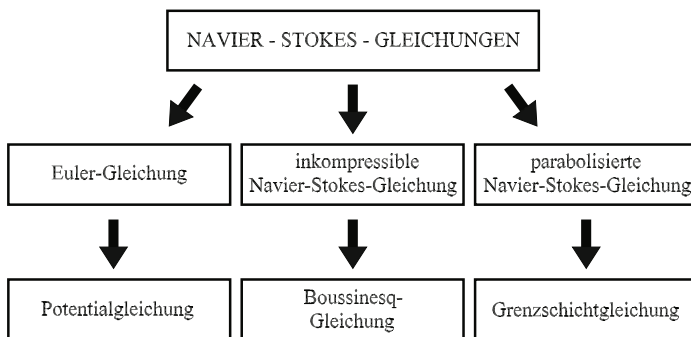 NAVIER - STOKES - GLEICHUNGEN
Euler-Gleichung
inkompressible
Navier-Stokes-Gleichung
parabolisierte
Navier-Stokes-Gleichung
Potentialgleichung
Boussinesq-
Gleichung
Grenzschichtgleichung